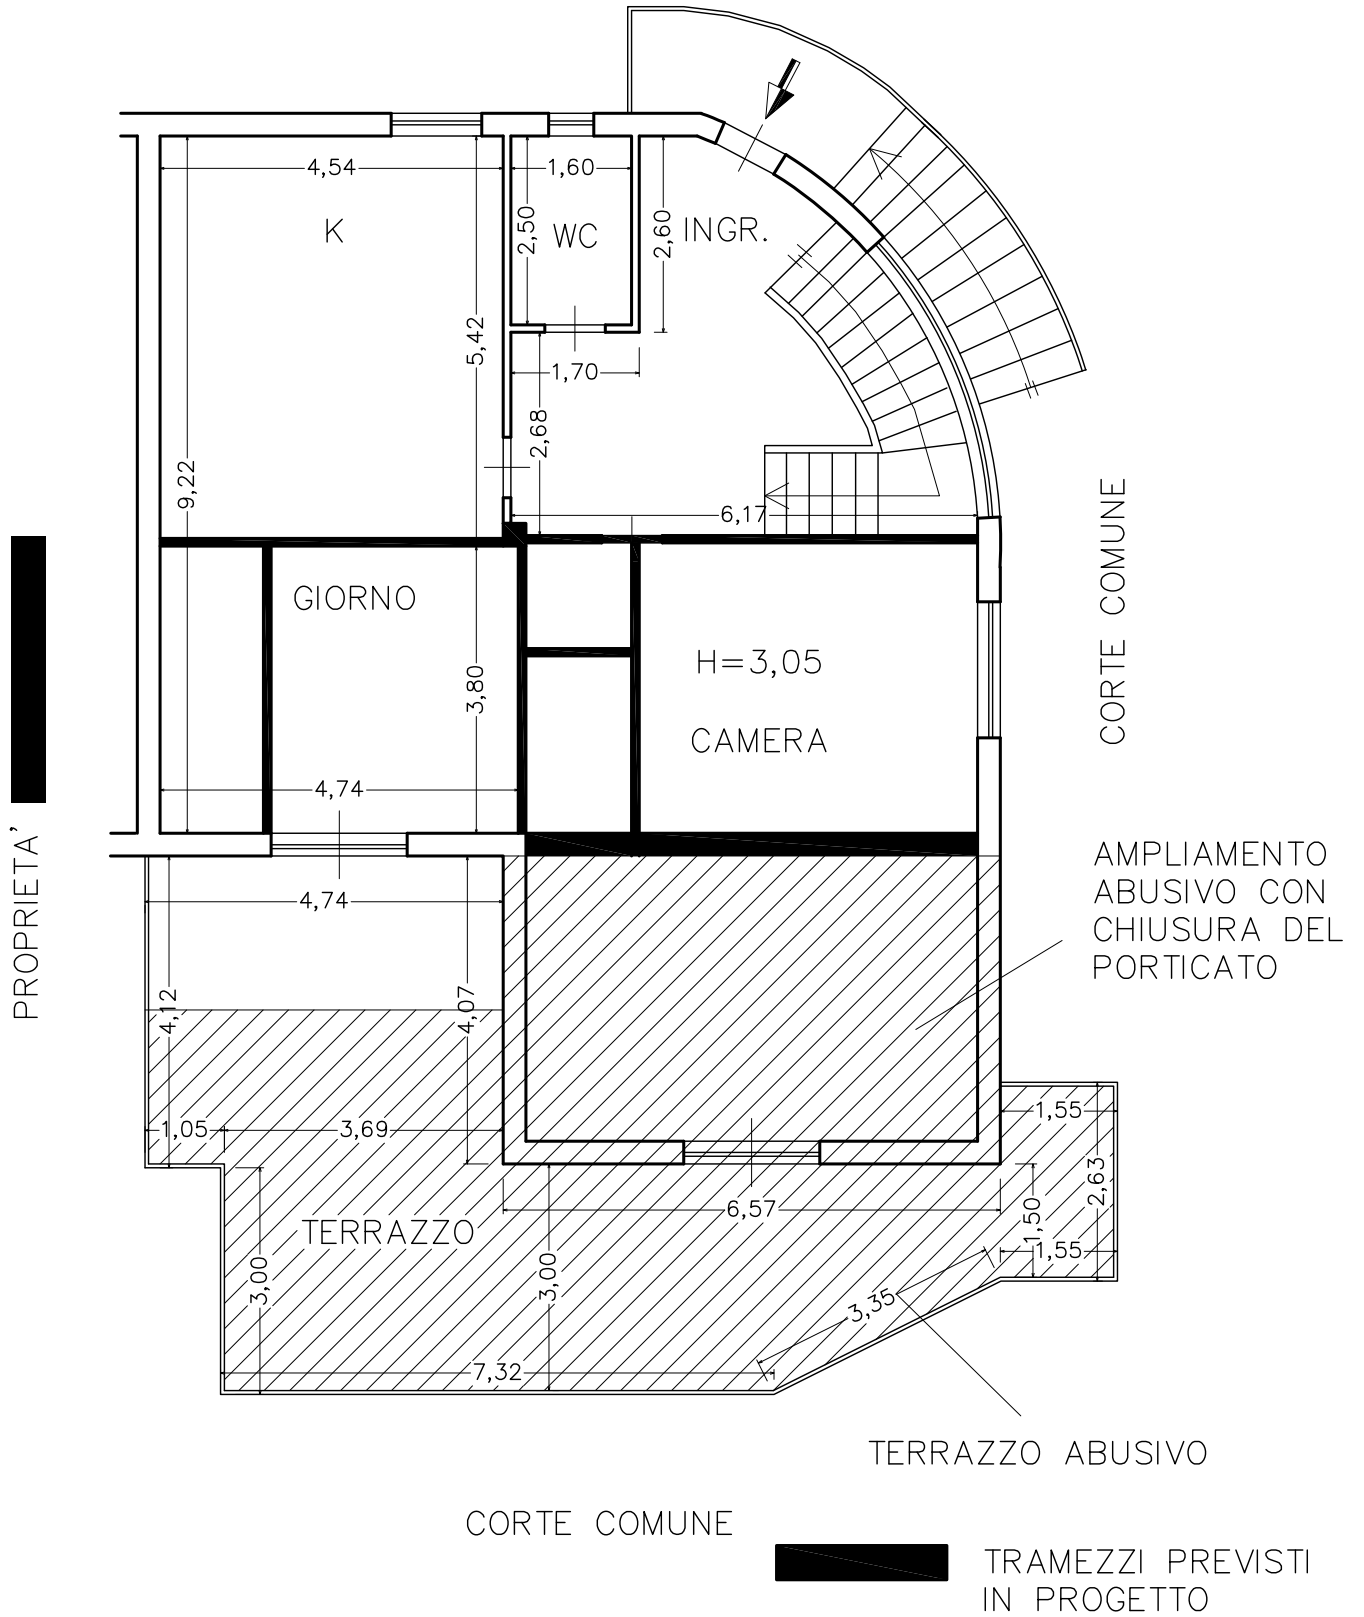 4,54
1,60
K
2,50
WC
2,60
INGR.
5,42
1,70
2,68
9,22
6,17
CORTE COMUNE
GIORNO
H=3,05
3,80
CAMERA
4,74
PROPRIETA'
AMPLIAMENTO
ABUSIVO CON
CHIUSURA DEL
PORTICATO
4,74
4,12
4,07
1,05
3,69
1,55
2,63
6,57
1,50
TERRAZZO
1,55
3,00
3,00
3,35
7,32
TERRAZZO ABUSIVO
CORTE COMUNE
TRAMEZZI PREVISTI
IN PROGETTO